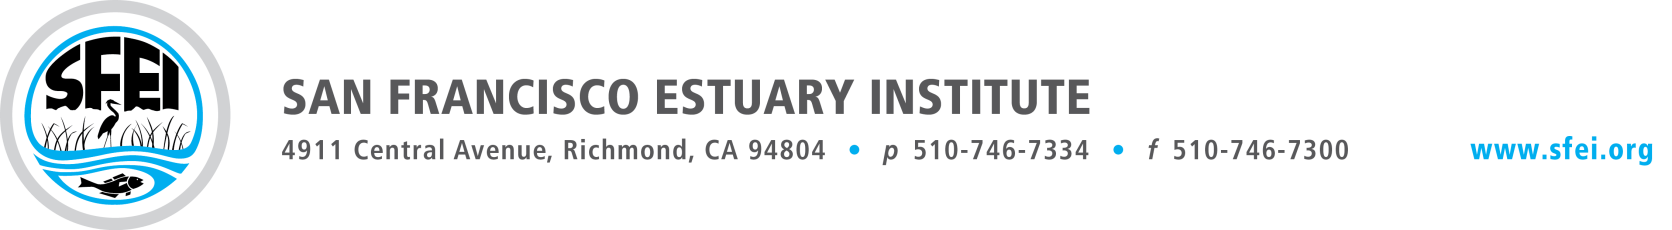 SFEI
SAN FRANCISCO ESTUARY INSTITUTE
4911 Central Avenue, Richmond, CA 94804 • p 510-746-7334 • f 510-746-7300 www.sfei.org